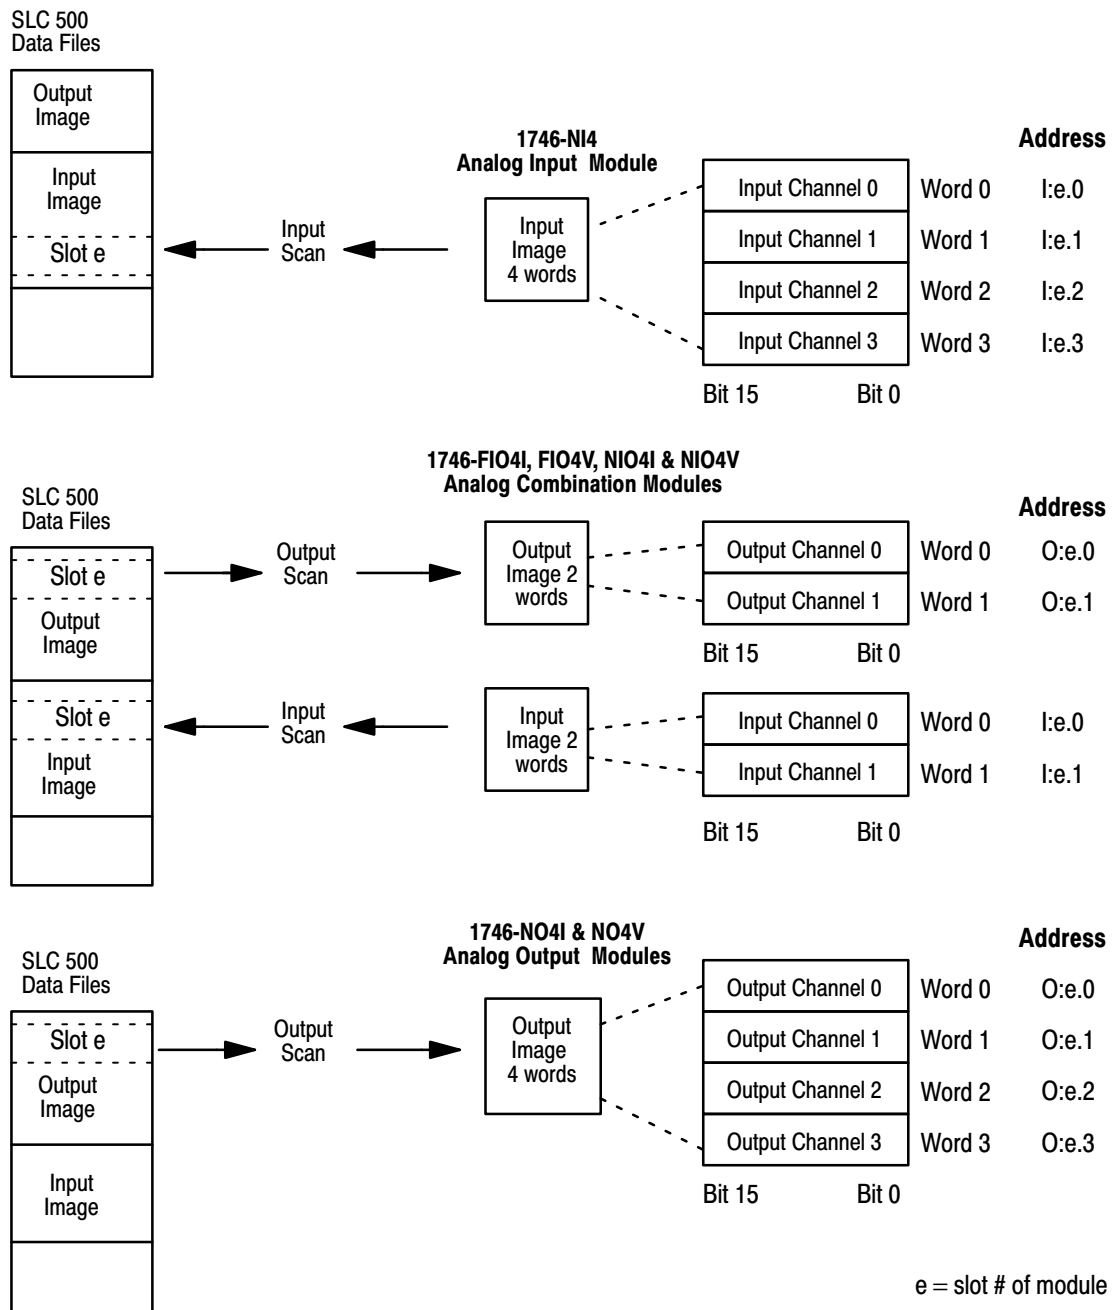 SLC 500
Data Files
Output
Image
Input
Image
Slot e
Input
Scan
1746-NI4
Analog Input Module
Input
Image
4 words
Address
Input Channel 0 Word 0 I:e.0
Input Channel 1 Word 1 I:e.1
Input Channel 2 Word 2 I:e.2
Input Channel 3 Word 3 I:e.3
Bit 15 Bit 0
1746-FIO4I, FIO4V, NIO4I & NIO4V
Analog Combination Modules
SLC 500
Data Files
Slot e
Output
Image
Slot e
Input
Image
Output
Scan
Output
Image 2
words
Address
Output Channel 0 Word 0 O:e.0
Output Channel 1 Word 1 O:e.1
Bit 15 Bit 0
Input
Scan
Input
Image 2
words
Input Channel 0 Word 0 I:e.0
Input Channel 1 Word 1 I:e.1
Bit 15 Bit 0
1746-NO4I & NO4V
Analog Output Modules
SLC 500
Data Files
Slot e
Output
Image
Input
Image
Output
Scan
Output
Image
4 words
Address
Output Channel 0 Word 0 O:e.0
Output Channel 1 Word 1 O:e.1
Output Channel 2 Word 2 O:e.2
Output Channel 3 Word 3 O:e.3
Bit 15 Bit 0
e = slot # of module